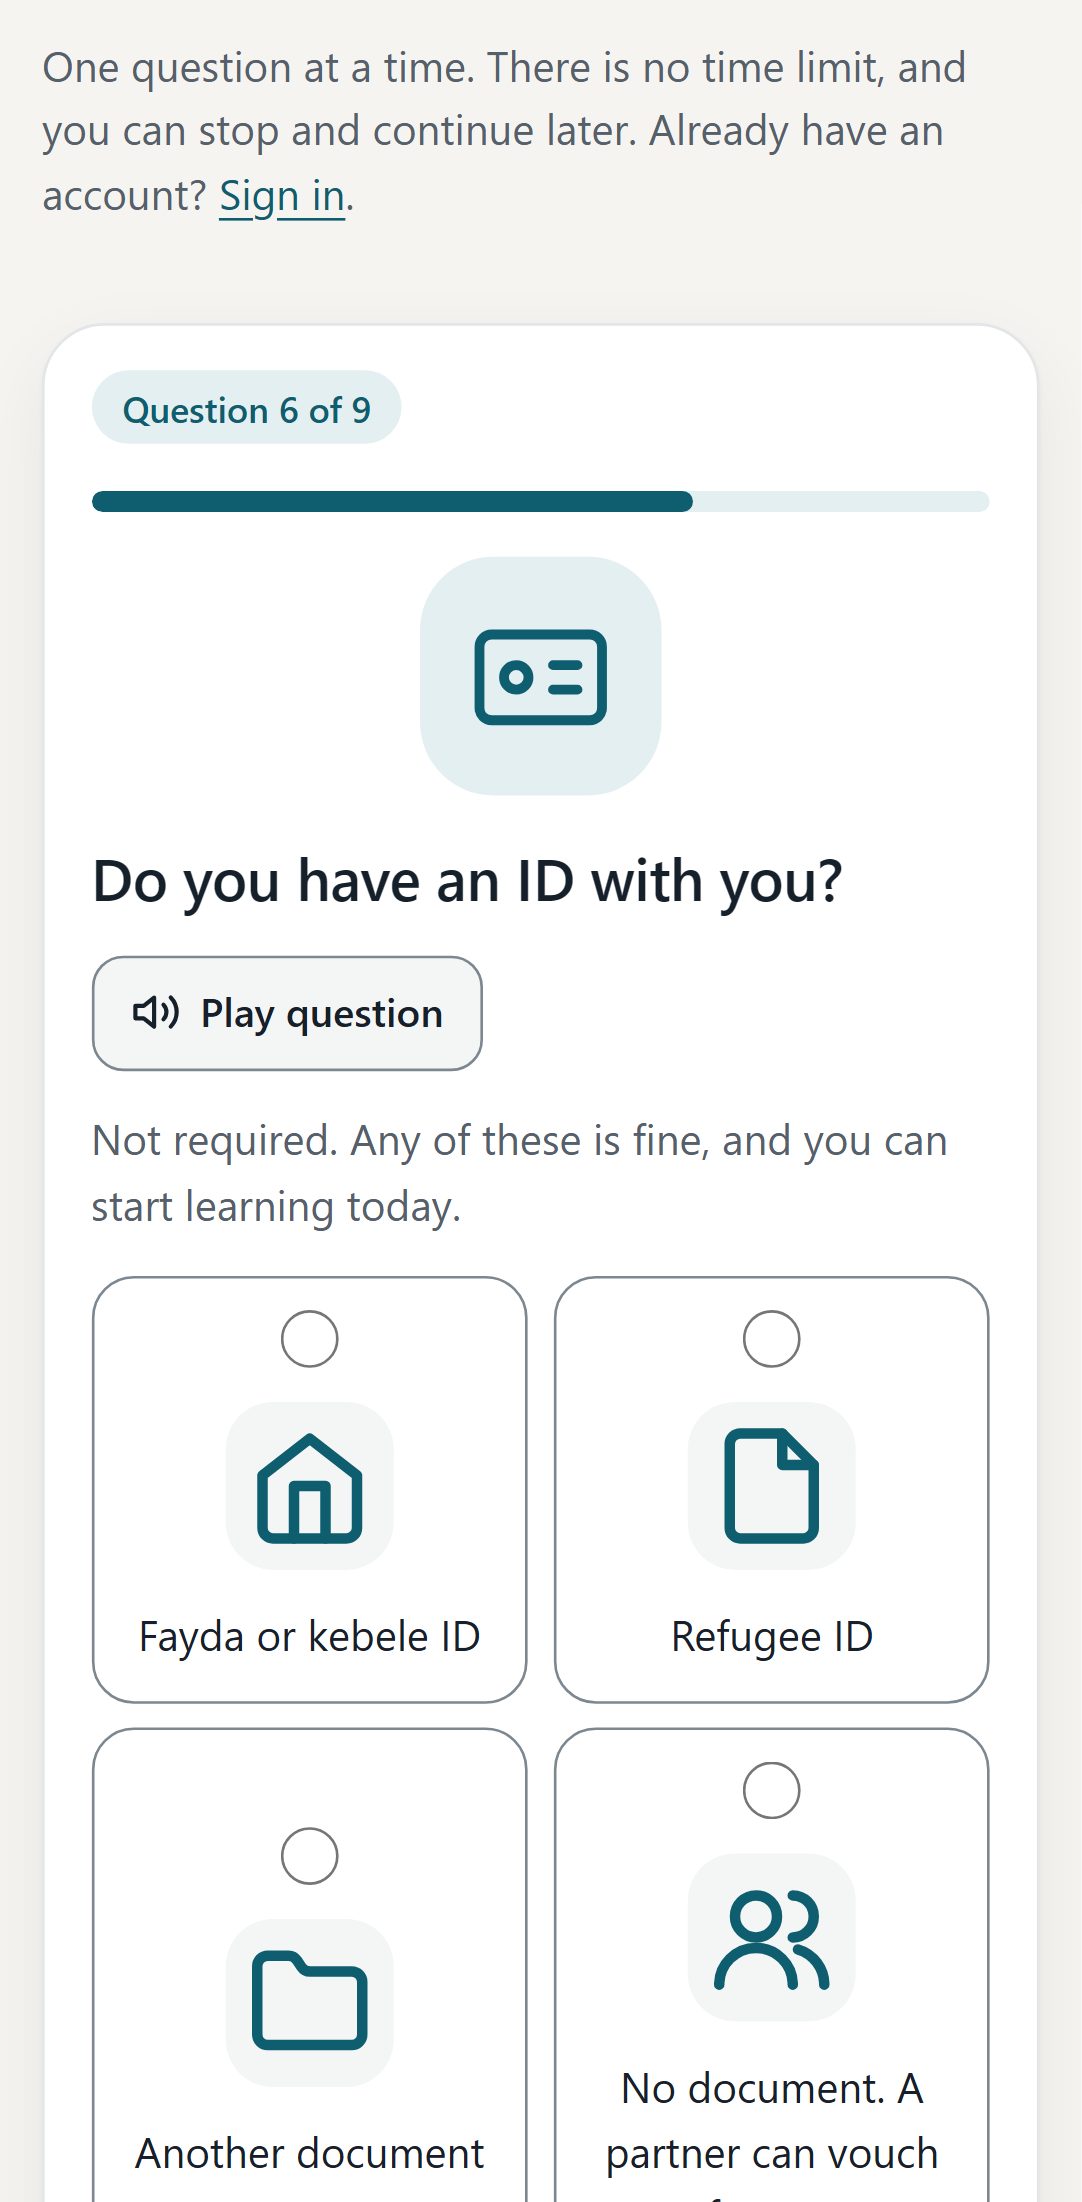 One question at a time. There is no time limit, and
you can stop and continue later. Already have an
account? Sign in.
Question 6 of 9
Do you have an ID with you?
Play question
Not required. Any of these is fine, and you can
start learning today.
Fayda or kebele ID
Refugee ID
Another document
No document. A
partner can vouch